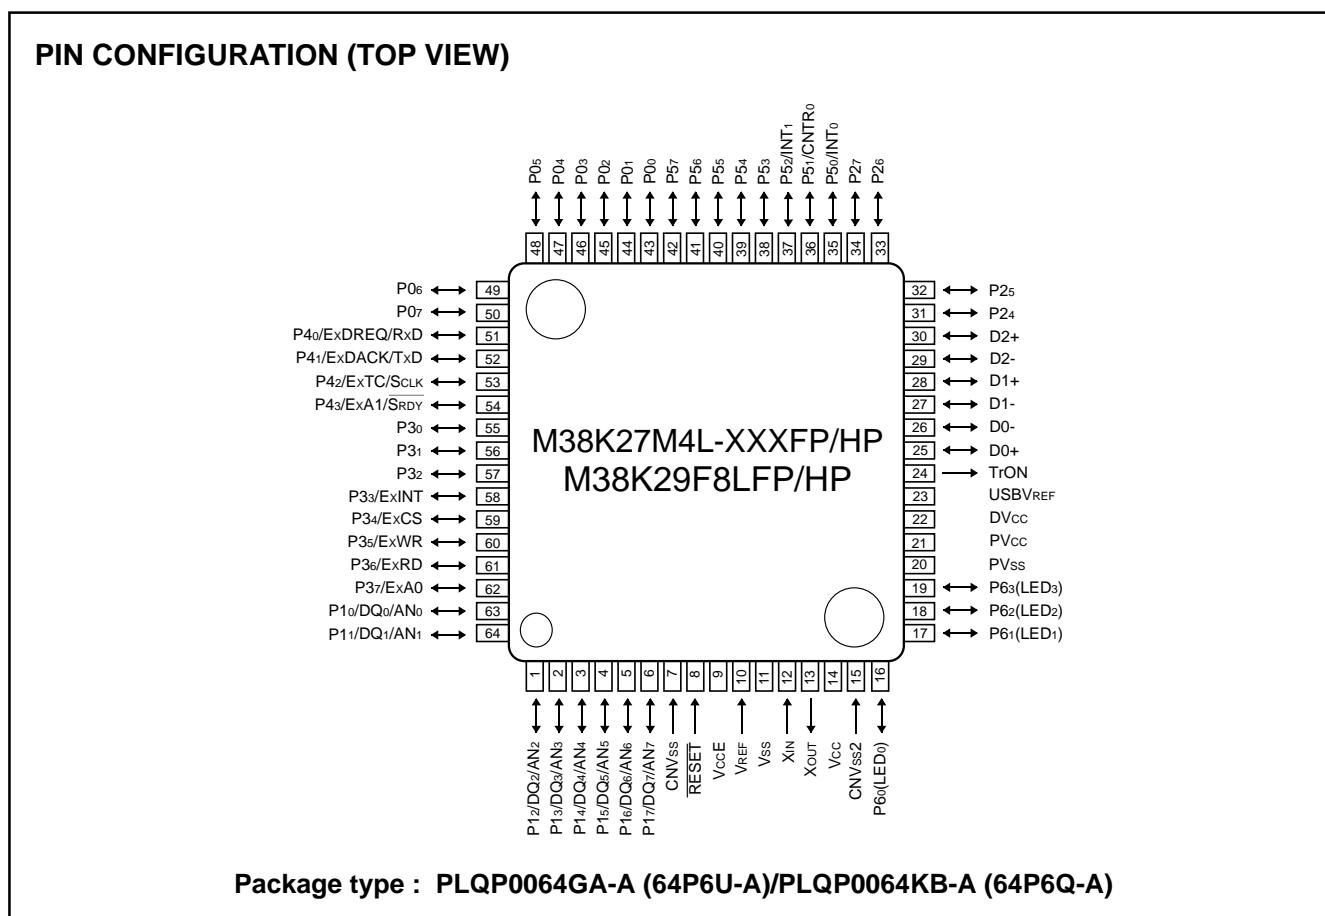 PIN CONFIGURATION (TOP VIEW)
P05
P04
P03
P02
P01
P00
P57
P56
P55
P54
P53
P52/INT1
P51/CNTR0
P50/INT0
P27
P26
48
47
46
45
44
43
42
41
40
39
38
37
36
35
34
33
P06 49
P07 50
P40/EXDREQ/RXD 51
P41/EXDACK/TXD 52
P42/EXTC/SCLK 53
P43/EXA1/SRDY 54
P30 55
P31 56
P32 57
P33/EXINT 58
P34/EXCS 59
P35/EXWR 60
P36/EXRD 61
P37/EXA0 62
P10/DQ0/AN0 63
P11/DQ1/AN1 64
M38K27M4L-XXXFP/HP
M38K29F8LFP/HP
32 P25
31 P24
30 D2+
29 D2-
28 D1+
27 D1-
26 D0-
25 D0+
24 TrON
23 USBVREF
22 DVCC
21 PVCC
20 PVSS
19 P63(LED3)
18 P62(LED2)
17 P61(LED1)
1
2
3
4
5
6
7
8
9
10
11
12
13
14
15
16
P12/DQ2/AN2
P13/DQ3/AN3
P14/DQ4/AN4
P15/DQ5/AN5
P16/DQ6/AN6
P17/DQ7/AN7
CNVSS
RESET
VCCE
VREF
VSS
XIN
XOUT
VCC
CNVSS2
P60(LED0)
Package type : PLQP0064GA-A (64P6U-A)/PLQP0064KB-A (64P6Q-A)